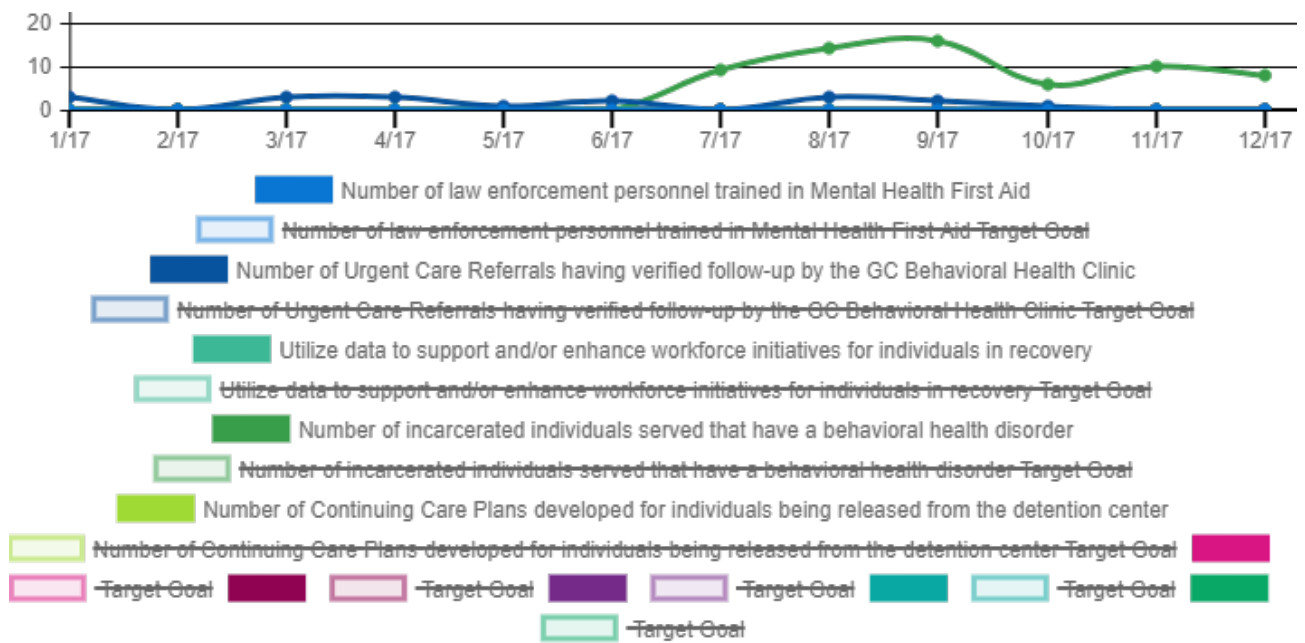 20
10
0
1/17 2/17 3/17 4/17 5/17 6/17 7/17 8/17 9/17 10/17 11/17 12/17
Number of law enforcement personnel trained in Mental Health First Aid
Number of law enforcement personnel trained in Mental Health First Aid Target Goal
Number of Urgent Care Referrals having verified follow-up by the GC Behavioral Health Clinic
Number of Urgent Care Referrals having verified follow-up by the GC Behavioral Health Clinic Target Goal
Utilize data to support and/or enhance workforce initiatives for individuals in recovery
Utilize data to support and/or enhance workforce initiatives for individuals in recovery Target Goal
Number of incarcerated individuals served that have a behavioral health disorder
Number of incarcerated individuals served that have a behavioral health disorder Target Goal
Number of Continuing Care Plans developed for individuals being released from the detention center
Number of Continuing Care Plans developed for individuals being released from the detention center Target Goal
Target Goal Target Goal Target Goal Target Goal
Target Goal